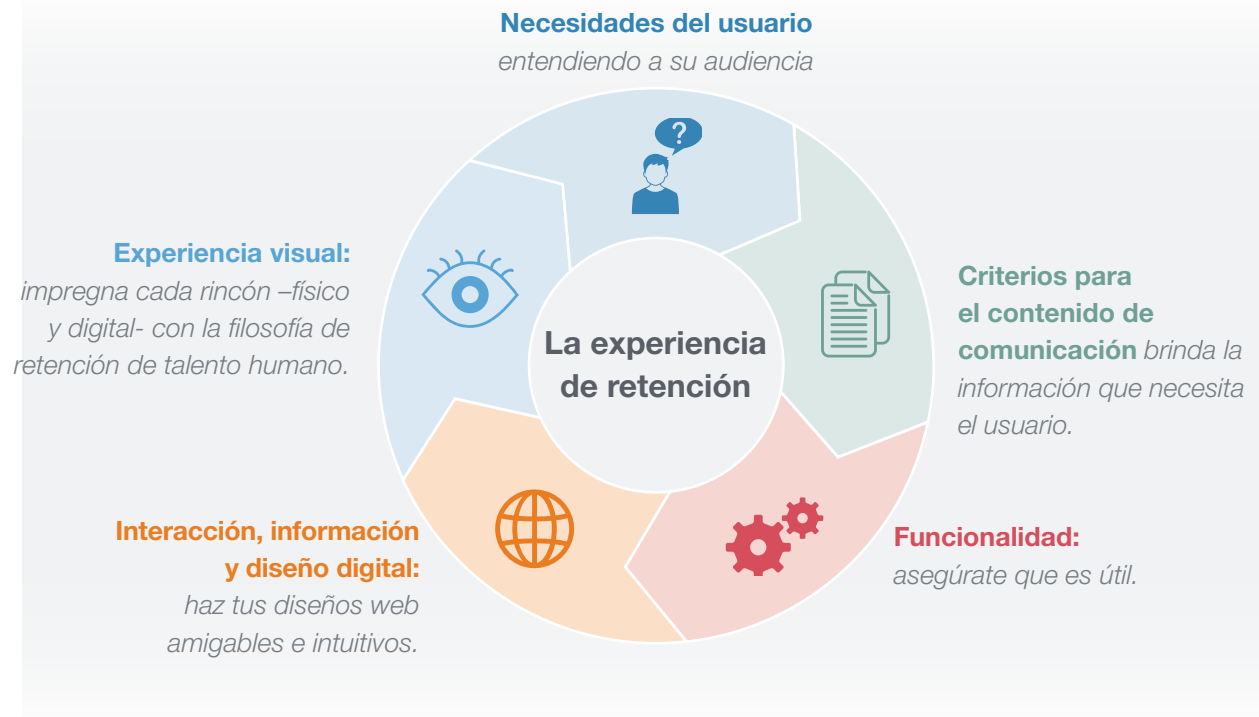 Necesidades del usuario
entendiendo a su audiencia
?
Experiencia visual:
impregna cada rincón –físico
y digital- con la filosofía de
retención de talento humano.
La experiencia
de retención
Criterios para
el contenido de
comunicación brinda la
información que necesita
el usuario.
Interacción, información
y diseño digital:
haz tus diseños web
amigables e intuitivos.
Funcionalidad:
asegúrate que es útil.